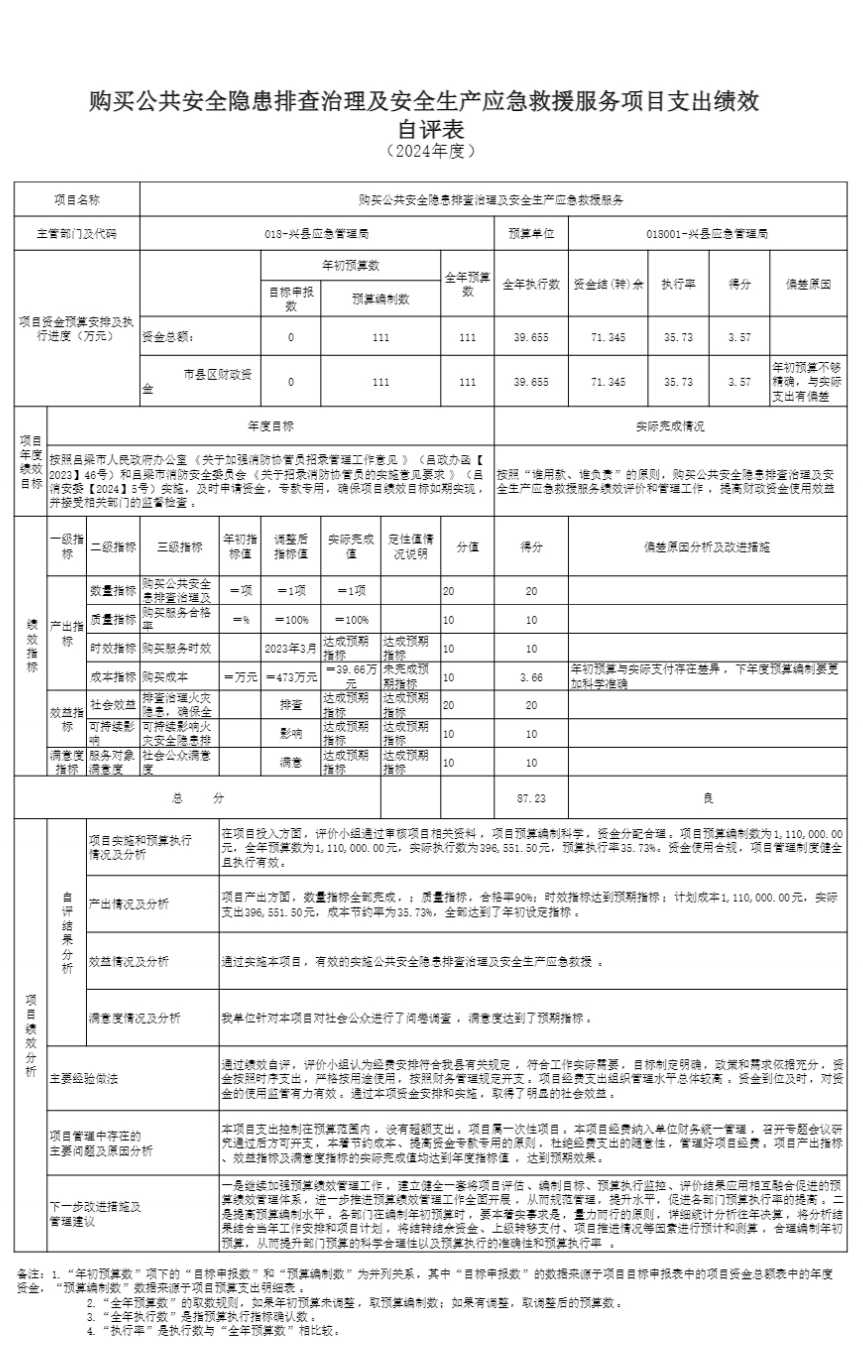 购买公共安全隐患排查治理及安全生产应急救援服务项目支出绩效
自评表
（2024年度）
项目名称 购买公共安全隐患排查治理及安全生产应急救援服务
主管部门及代码 018-兴县应急管理局 预算单位 018001-兴县应急管理局
项目资金预算安排及执
行进度（万元）
年初预算数
目标申报
数
预算编制数
全年预算
数
全年执行数 资金结(转)余 执行率 得分 偏差原因
资金总额： 0 111 111 39.655 71.345 35.73 3.57
市县区财政资
金
0 111 111 39.655 71.345 35.73 3.57
年初预算不够
精确，与实际
支出有偏差
项目
年度
绩效
目标
年度目标 实际完成情况
按照吕梁市人民政府办公室《关于加强消防协管员招录管理工作意见 》（吕政办函【
2023】46号）和吕梁市消防安全委员会《关于招录消防协管员的实施意见要求 》（吕
消安委【2024】5号）实施，及时申请资金，专款专用，确保项目绩效目标如期实现，
并接受相关部门的监督检查 。
按照“谁用款、谁负责”的原则，购买公共安全隐患排查治理及安
全生产应急救援服务绩效评价和管理工作 ，提高财政资金使用效益
绩
效
指
标
一级指
标
二级指标 三级指标
年初指
标值
调整后
指标值
实际完成
值
定性值情
况说明
分值 得分 偏差原因分析及改进措施
产出指
标
数量指标
购买公共安全
患排查治理及
＝项 ＝1项 ＝1项 20 20
质量指标
购买服务合格
率
＝% ＝100% ＝100% 10 10
时效指标 购买服务时效 2023年3月
达成预期
指标
达成预期
指标
10 10
成本指标 购买成本 ＝万元 ＝473万元
＝39.66万
元
未完成预
期指标
10 3.66
年初预算与实际支付存在差异 ，下年度预算编制要更
加科学准确
效益指
标
社会效益
排查治理火灾
隐患，确保全
排查
达成预期
指标
达成预期
指标
20 20
可持续影
响
可持续影响火
灾安全隐患排
影响
达成预期
指标
达成预期
指标
10 10
满意度
指标
服务对象
满意度
社会公众满意
度
满意
达成预期
指标
达成预期
指标
10 10
总 分 87.23 良
项
目
绩
效
分
析
自
评
结
果
分
析
项目实施和预算执行
情况及分析
在项目投入方面，评价小组通过审核项目相关资料 ，项目预算编制科学，资金分配合理。项目预算编制数为1,110,000.00
元，全年预算数为1,110,000.00元，实际执行数为396,551.50元，预算执行率35.73%。资金使用合规，项目管理制度健全
且执行有效。
产出情况及分析
项目产出方面，数量指标全部完成，；质量指标，合格率90%；时效指标达到预期指标；计划成本1,110,000.00元，实际
支出396,551.50元，成本节约率为35.73%，全部达到了年初设定指标 。
效益情况及分析 通过实施本项目，有效的实施公共安全隐患排查治理及安全生产应急救援 。
满意度情况及分析 我单位针对本项目对社会公众进行了问卷调查 ，满意度达到了预期指标 。
主要经验做法
通过绩效自评，评价小组认为经费安排符合我县有关规定 ，符合工作实际需要，目标制定明确，政策和需求依据充分，资
金按照时序支出，严格按用途使用，按照财务管理规定开支。项目经费支出组织管理水平总体较高 。资金到位及时，对资
金的使用监管有力有效 。通过本项资金安排和实施 ，取得了明显的社会效益 。
项目管理中存在的
主要问题及原因分析
本项目支出控制在预算范围内 ，没有超额支出。项目属一次性项目。本项目经费纳入单位财务统一管理 ，召开专题会议研
究通过后方可开支，本着节约成本、提高资金专款专用的原则 ，杜绝经费支出的随意性，管理好项目经费。项目产出指标
、效益指标及满意度指标的实际完成值均达到年度指标值 ，达到预期效果。
下一步改进措施及
管理建议
一是继续加强预算绩效管理工作 ，建立健全一套将项目评估、编制目标、预算执行监控、评价结果应用相互融合促进的预
算绩效管理体系，进一步推进预算绩效管理工作全面开展 ，从而规范管理，提升水平，促进各部门预算执行率的提高 。二
是提高预算编制水平。各部门在编制年初预算时，要本着实事求是，量力而行的原则，详细统计分析往年决算，将分析结
果结合当年工作安排和项目计划 ，将结转结余资金、上级转移支付、项目推进情况等因素进行预计和测算 ，合理编制年初
预算，从而提升部门预算的科学合理性以及预算执行的准确性和预算执行率 。
备注：1.“年初预算数”项下的“目标申报数”和“预算编制数”为并列关系，其中“目标申报数”的数据来源于项目目标申报表中的项目资金总额表中的年度
资金，“预算编制数”数据来源于项目预算支出明细表 。
2.“全年预算数”的取数规则，如果年初预算未调整，取预算编制数；如果有调整，取调整后的预算数。
3.“全年执行数”是指预算执行指标确认数 。
4.“执行率”是执行数与“全年预算数”相比较。